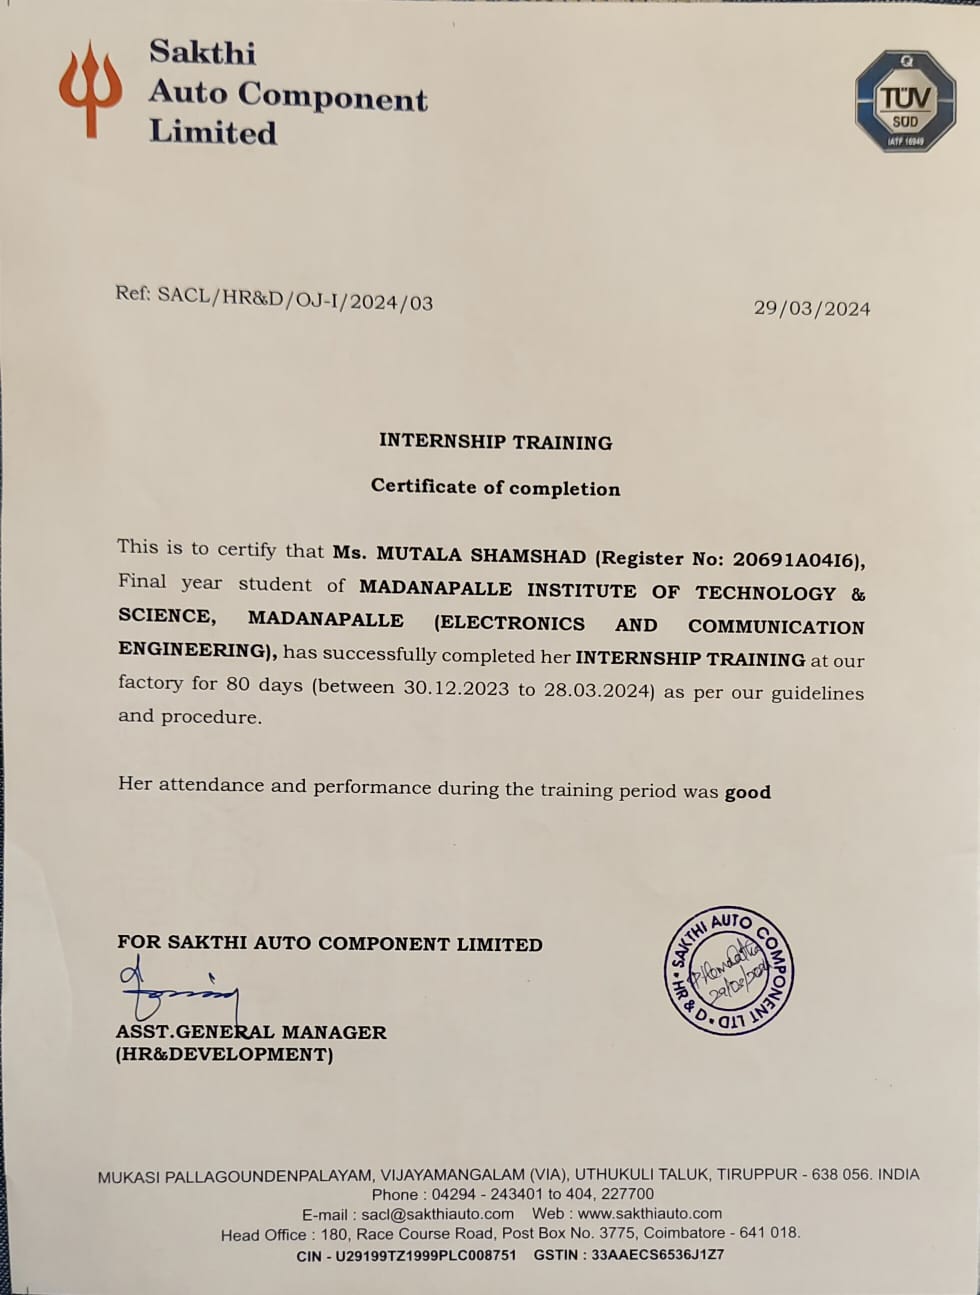 Sakthi
Auto Component
Limited
Q
TÜV
SÜD
IATF 16949
Ref: SACL/HR&D/OJ-I/2024/03
29/03/2024
INTERNSHIP TRAINING
Certificate of completion
This is to certify that Ms. MUTALA SHAMSHAD (Register No: 20691A04I6),
Final year student of MADANAPALLE INSTITUTE OF TECHNOLOGY &
SCIENCE, MADANAPALLE (ELECTRONICS AND COMMUNICATION
ENGINEERING), has successfully completed her INTERNSHIP TRAINING at our
factory for 80 days (between 30.12.2023 to 28.03.2024) as per our guidelines
and procedure.
Her attendance and performance during the training period was good
FOR SAKTHI AUTO COMPONENT LIMITED
ASST.GENERAL MANAGER
(HR&DEVELOPMENT)
SAKTHI AUTO COMPONENT LTD • HR & D •
MUKASI PALLAGOUNDENPALAYAM, VIJAYAMANGALAM (VIA), UTHUKULI TALUK, TIRUPPUR - 638 056. INDIA
Phone : 04294 - 243401 to 404, 227700
E-mail : sacl@sakthiauto.com Web : www.sakthiauto.com
Head Office : 180, Race Course Road, Post Box No. 3775, Coimbatore - 641 018.
CIN - U29199TZ1999PLC008751 GSTIN : 33AAECS6536J1Z7